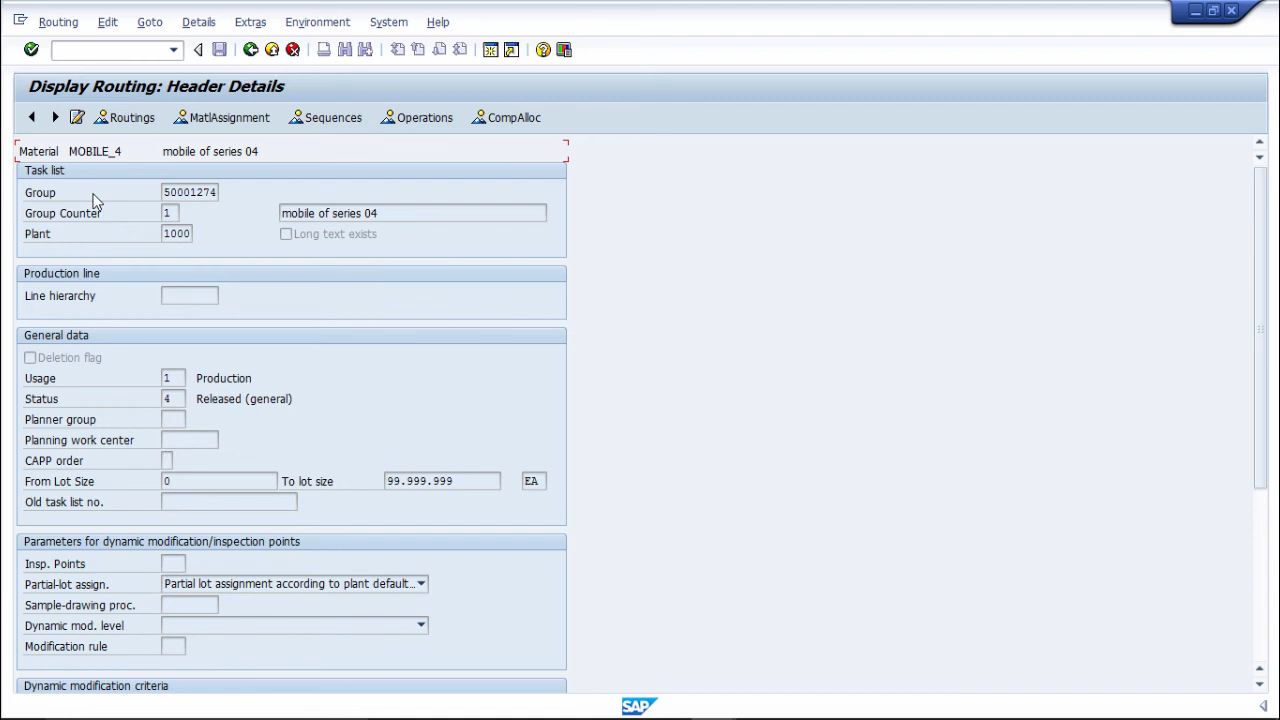 Routing Edit Goto Details Extras Environment System Help
Display Routing: Header Details
Routings MatlAssignment Sequences Operations CompAlloc
Material MOBILE_4 mobile of series 04
Task list
Group 50001274
Group Counter 1 mobile of series 04
Plant 1000 Long text exists
Production line
Line hierarchy
General data
Deletion flag
Usage 1 Production
Status 4 Released (general)
Planner group
Planning work center
CAPP order
From Lot Size 0 To lot size 99.999.999 EA
Old task list no.
Parameters for dynamic modification/inspection points
Insp. Points
Partial-lot assign. Partial lot assignment according to plant default...
Sample-drawing proc.
Dynamic mod. level
Modification rule
Dynamic modification criteria
SAP